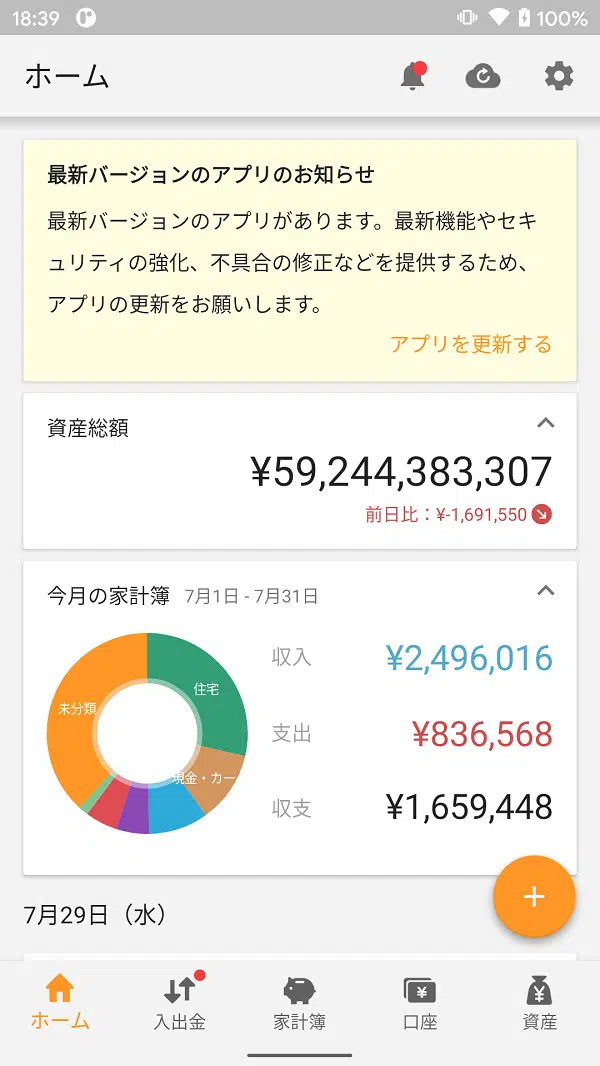 18:39
100%
ホーム
最新バージョンのアプリのお知らせ
最新バージョンのアプリがあります。最新機能やセキ
ュリティの強化、不具合の修正などを提供するため、
アプリの更新をお願いします。
アプリを更新する
資産総額
¥59,244,383,307
前日比:¥-1,691,550
今月の家計簿 7月1日 - 7月31日
住宅
未分類
現金・カー
収入 ¥2,496,016
支出 ¥836,568
収支 ¥1,659,448
7月29日(水)
+
ホーム
入出金
家計簿
口座
資産